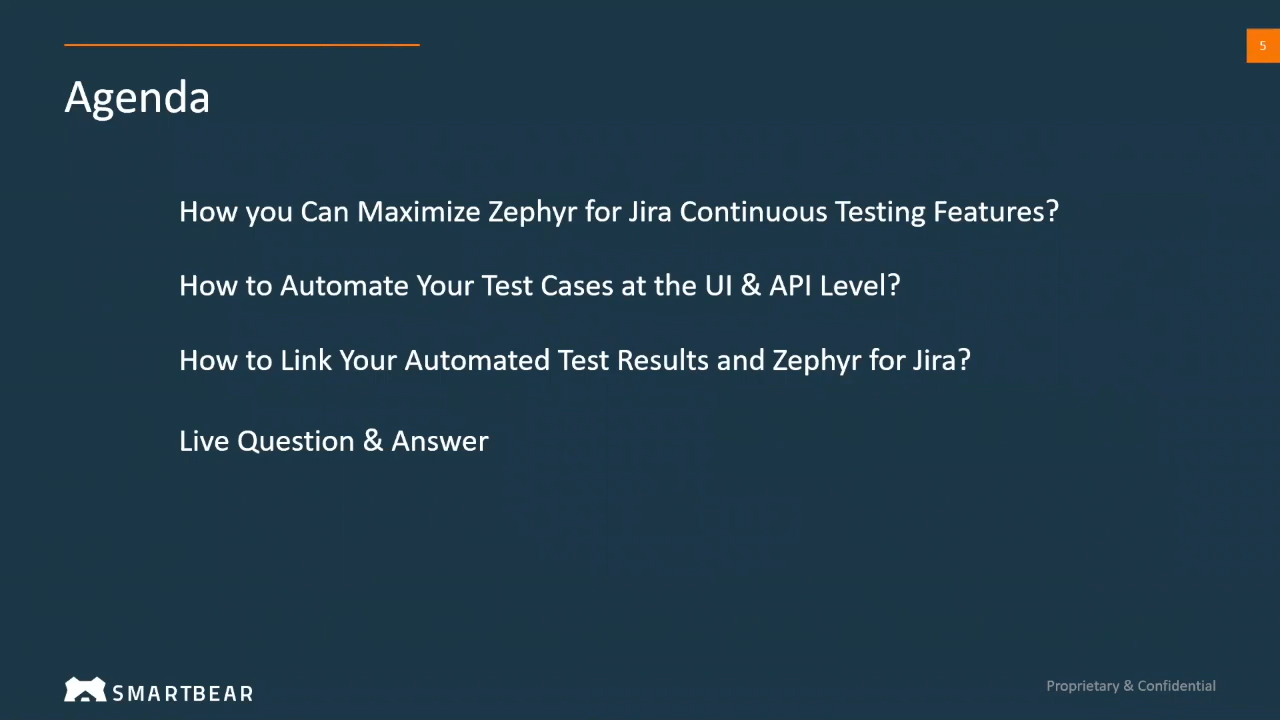 5
Agenda
How you Can Maximize Zephyr for Jira Continuous Testing Features?
How to Automate Your Test Cases at the UI & API Level?
How to Link Your Automated Test Results and Zephyr for Jira?
Live Question & Answer
SMARTBEAR
Proprietary & Confidential